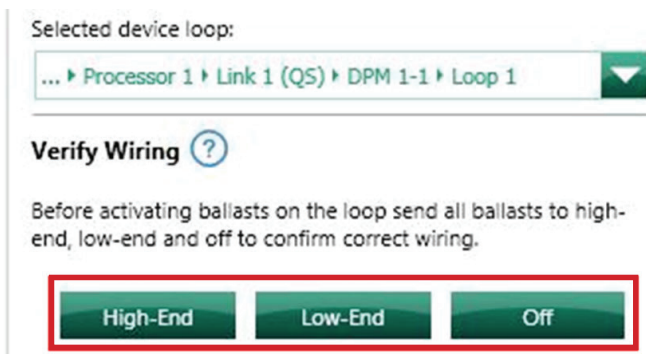 Selected device loop:
... ▸ Processor 1 ▸ Link 1 (QS) ▸ DPM 1-1 ▸ Loop 1
Verify Wiring ?
Before activating ballasts on the loop send all ballasts to high-
end, low-end and off to confirm correct wiring.
High-End Low-End Off